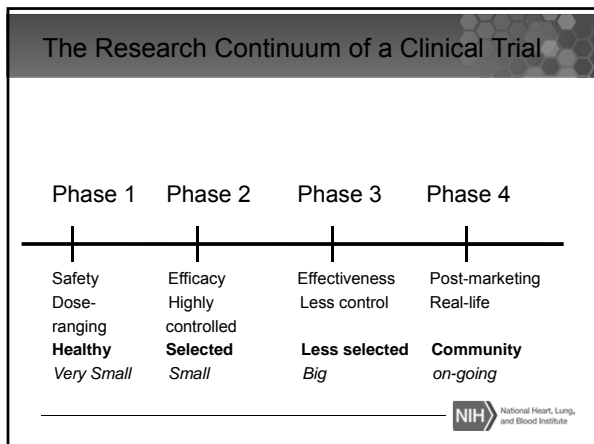 The Research Continuum of a Clinical Trial
Phase 1 Phase 2 Phase 3 Phase 4
Safety Efficacy Effectiveness Post-marketing
Dose- Highly Less control Real-life
ranging controlled
Healthy Selected Less selected Community
Very Small Small Big on-going
NIH National Heart, Lung,
and Blood Institute